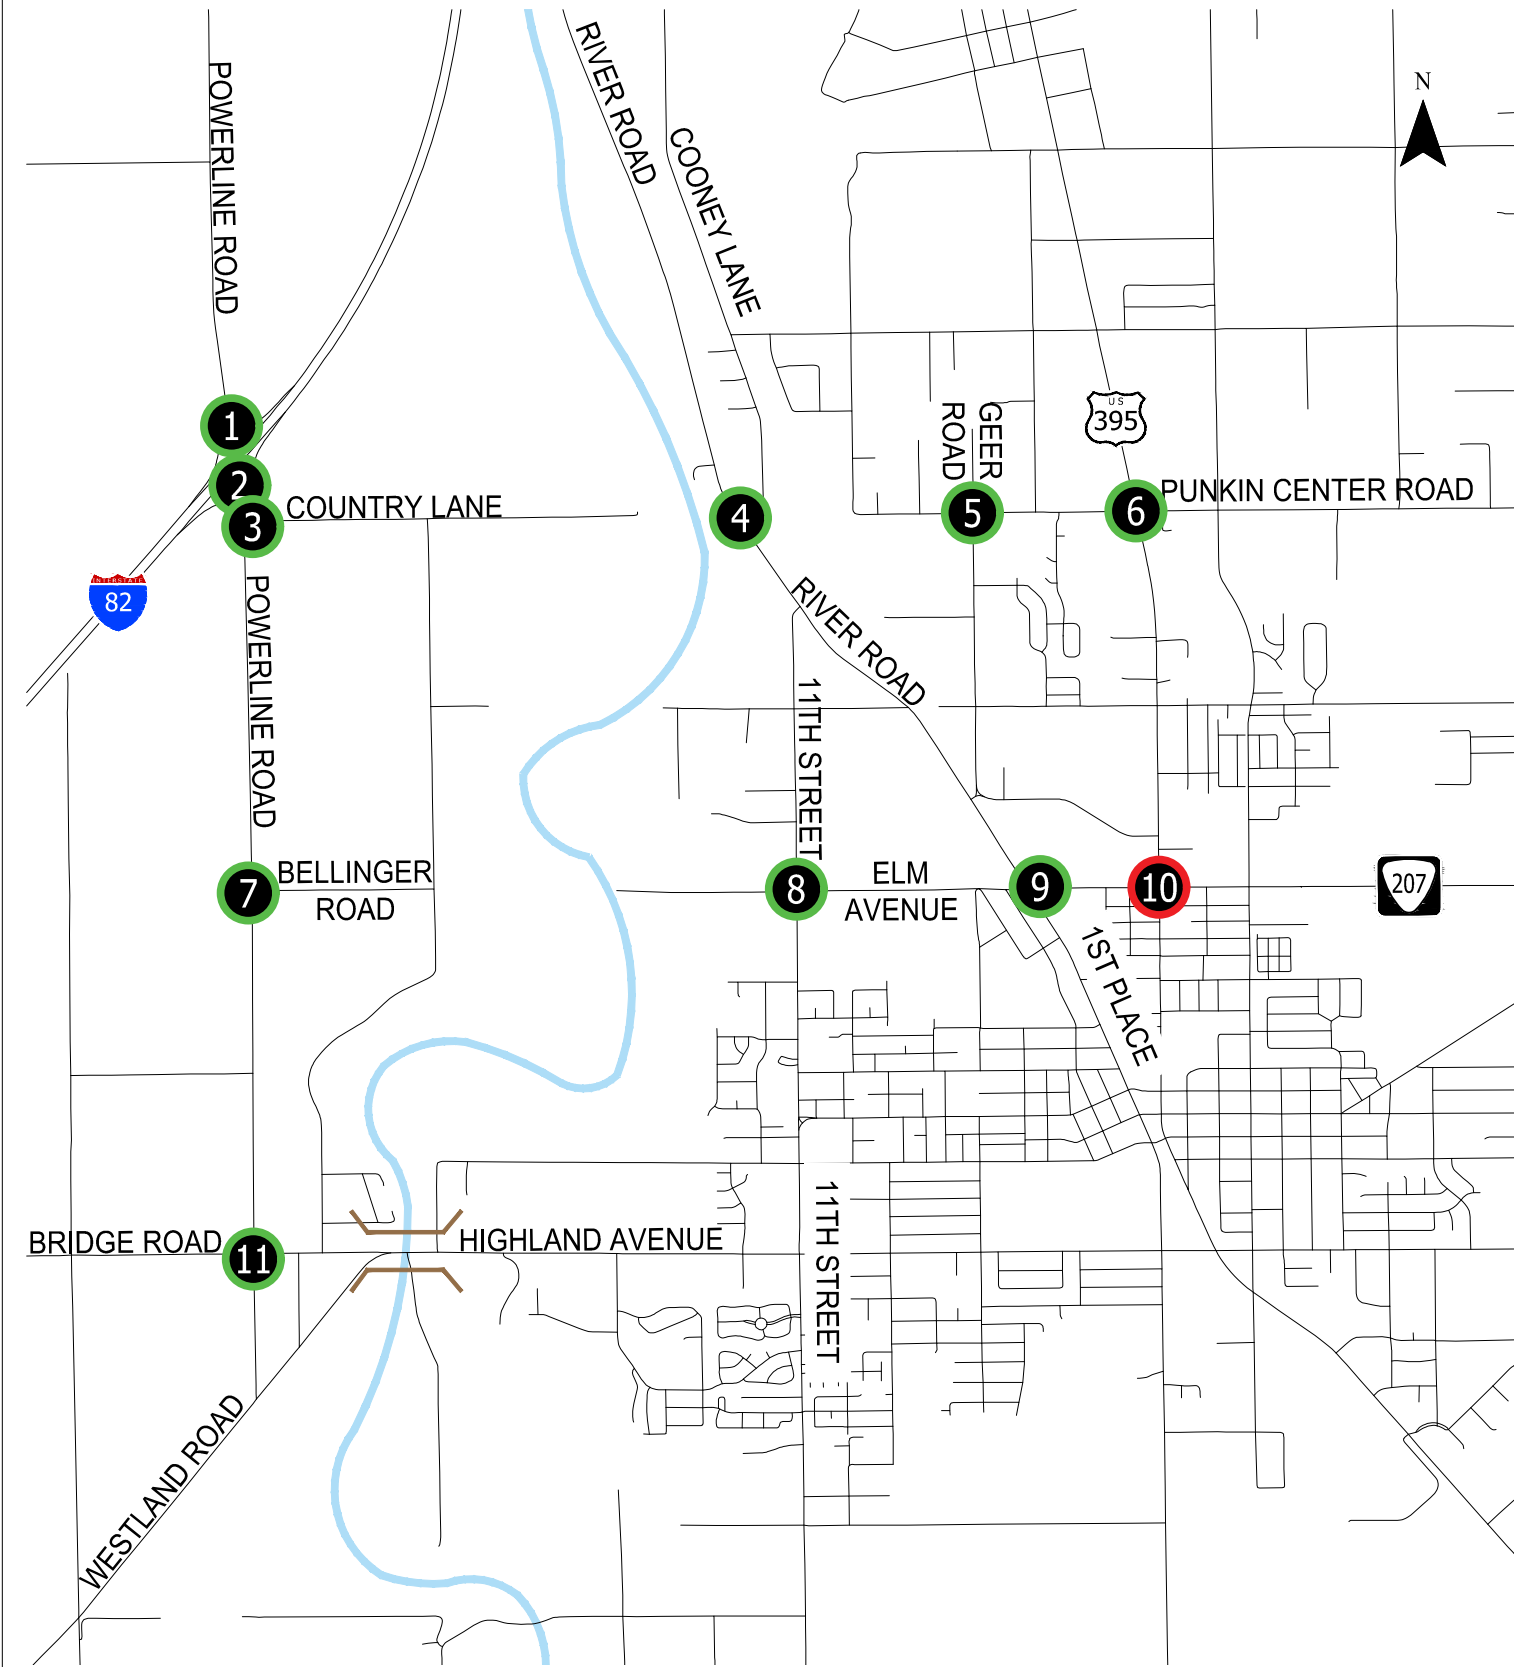 N
POWERLINE ROAD
RIVER ROAD
COONEY LANE
1
2
3
COUNTRY LANE
INTERSTATE
82
4
GEER
ROAD
5
US
395
6
PUNKIN CENTER ROAD
POWERLINE ROAD
RIVER ROAD
11TH STREET
7
BELLINGER
ROAD
8
ELM
AVENUE
9
10
207
1ST PLACE
BRIDGE ROAD
11
HIGHLAND AVENUE
11TH STREET
WESTLAND ROAD